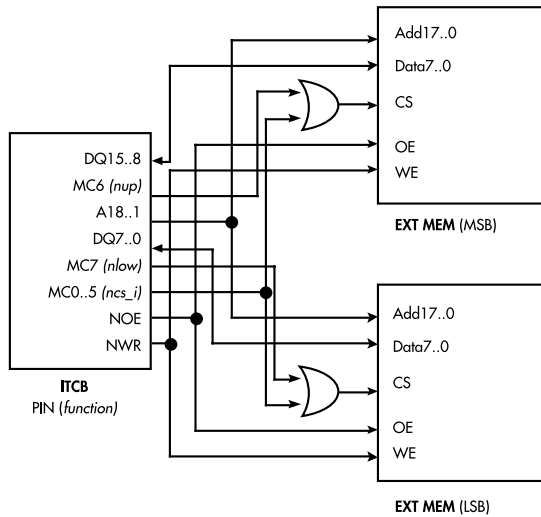 Add17..0
Data7..0
CS
OE
WE
EXT MEM (MSB)
DQ15..8
MC6 (nup)
A18..1
DQ7..0
MC7 (nlow)
MC0..5 (ncs_i)
NOE
NWR
ITCB
PIN (function)
Add17..0
Data7..0
CS
OE
WE
EXT MEM (LSB)